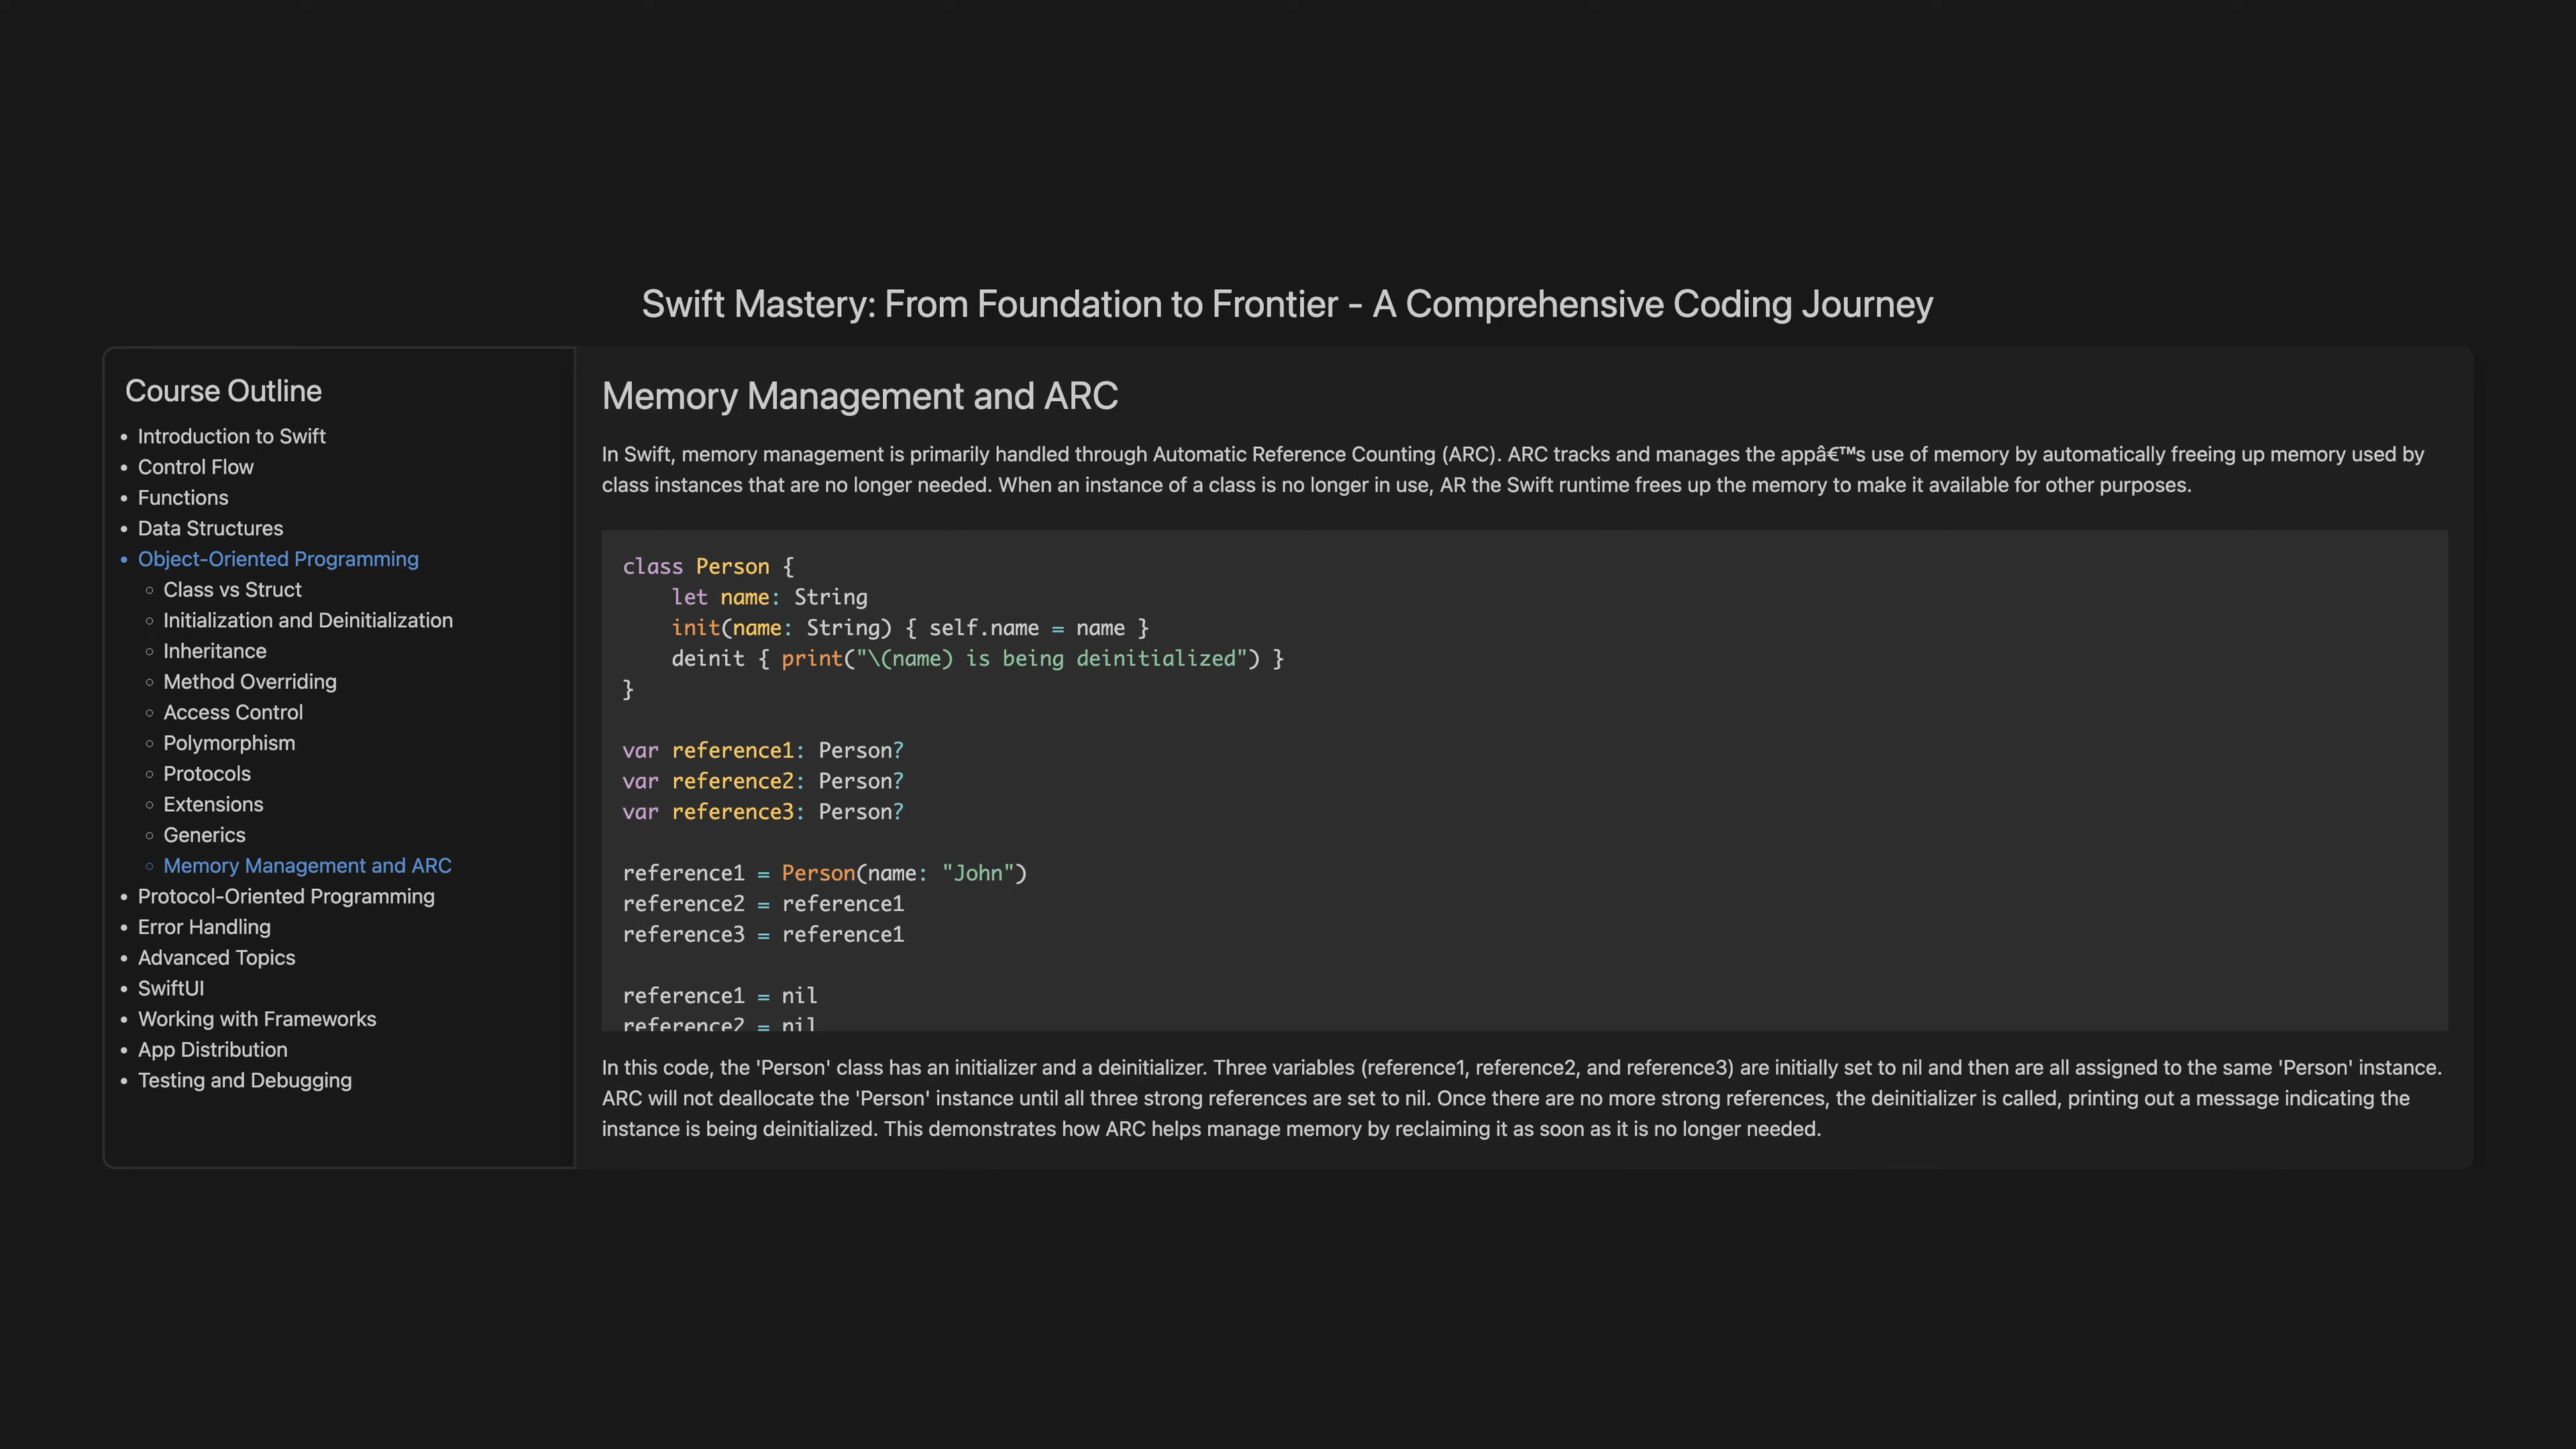 Swift Mastery: From Foundation to Frontier - A Comprehensive Coding Journey
Course Outline
• Introduction to Swift
• Control Flow
• Functions
• Data Structures
• Object-Oriented Programming
◦ Class vs Struct
◦ Initialization and Deinitialization
◦ Inheritance
◦ Method Overriding
◦ Access Control
◦ Polymorphism
◦ Protocols
◦ Extensions
◦ Generics
◦ Memory Management and ARC
• Protocol-Oriented Programming
• Error Handling
• Advanced Topics
• SwiftUI
• Working with Frameworks
• App Distribution
• Testing and Debugging
Memory Management and ARC
In Swift, memory management is primarily handled through Automatic Reference Counting (ARC). ARC tracks and manages the appâ€™s use of memory by automatically freeing up memory used by
class instances that are no longer needed. When an instance of a class is no longer in use, AR the Swift runtime frees up the memory to make it available for other purposes.
class Person {
    let name: String
    init(name: String) { self.name = name }
    deinit { print("\(name) is being deinitialized") }
}
var reference1: Person?
var reference2: Person?
var reference3: Person?
reference1 = Person(name: "John")
reference2 = reference1
reference3 = reference1
reference1 = nil
reference2 = nil
In this code, the 'Person' class has an initializer and a deinitializer. Three variables (reference1, reference2, and reference3) are initially set to nil and then are all assigned to the same 'Person' instance.
ARC will not deallocate the 'Person' instance until all three strong references are set to nil. Once there are no more strong references, the deinitializer is called, printing out a message indicating the
instance is being deinitialized. This demonstrates how ARC helps manage memory by reclaiming it as soon as it is no longer needed.